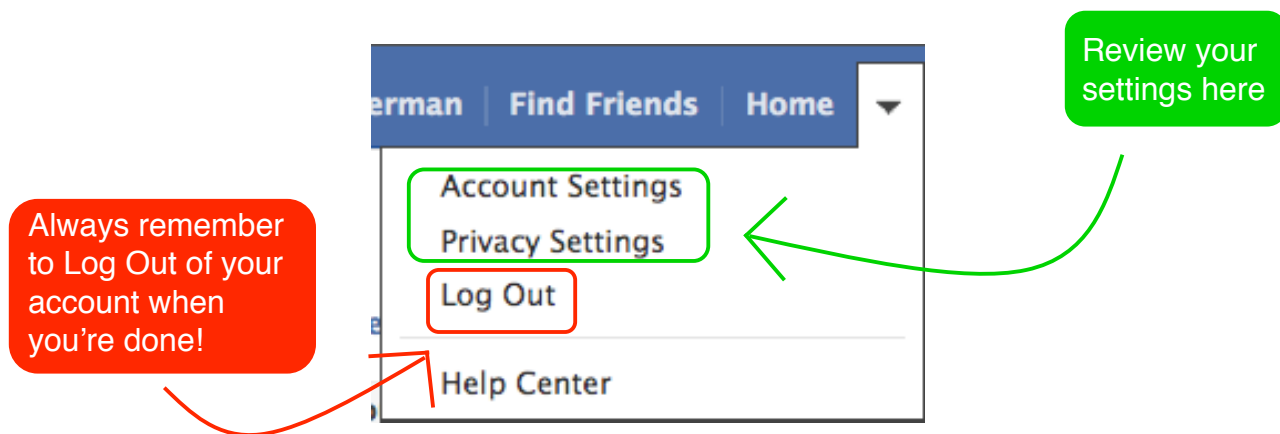 Review your
settings here
erman Find Friends Home
Account Settings
Privacy Settings
Log Out
Help Center
Always remember
to Log Out of your
account when
you're done!